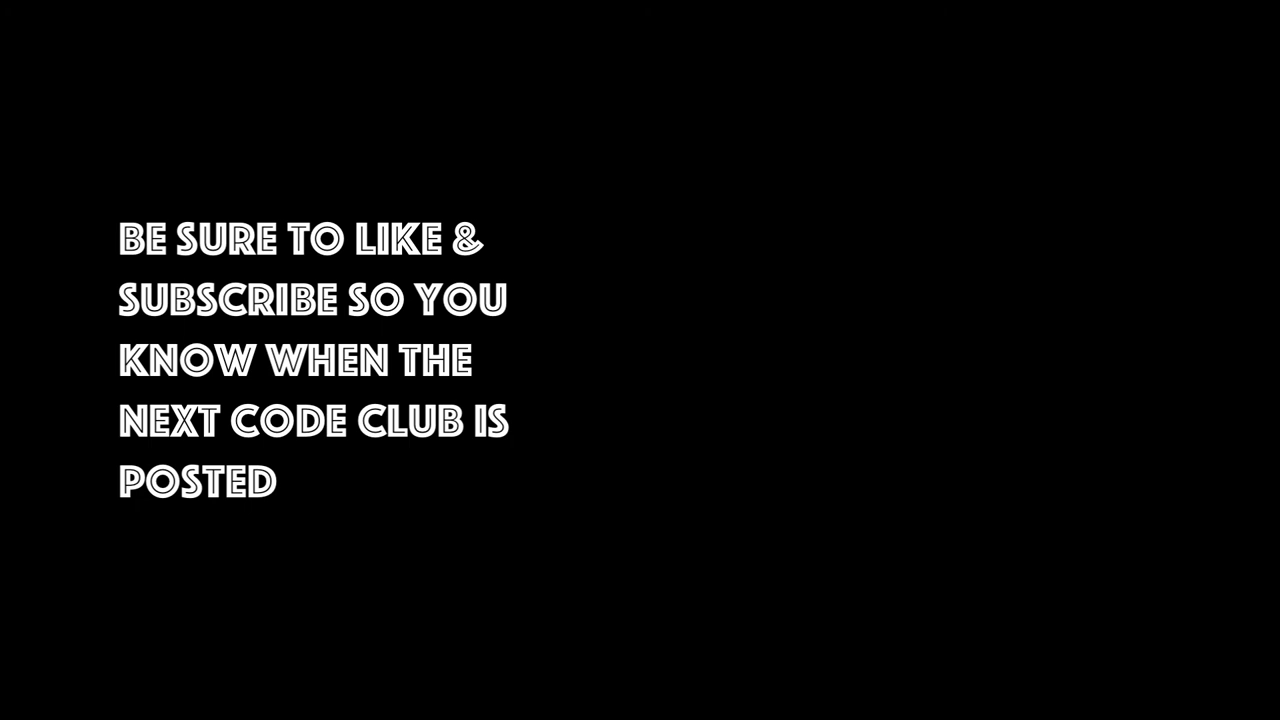 BE SURE TO LIKE &
SUBSCRIBE SO YOU
KNOW WHEN THE
NEXT CODE CLUB IS
POSTED